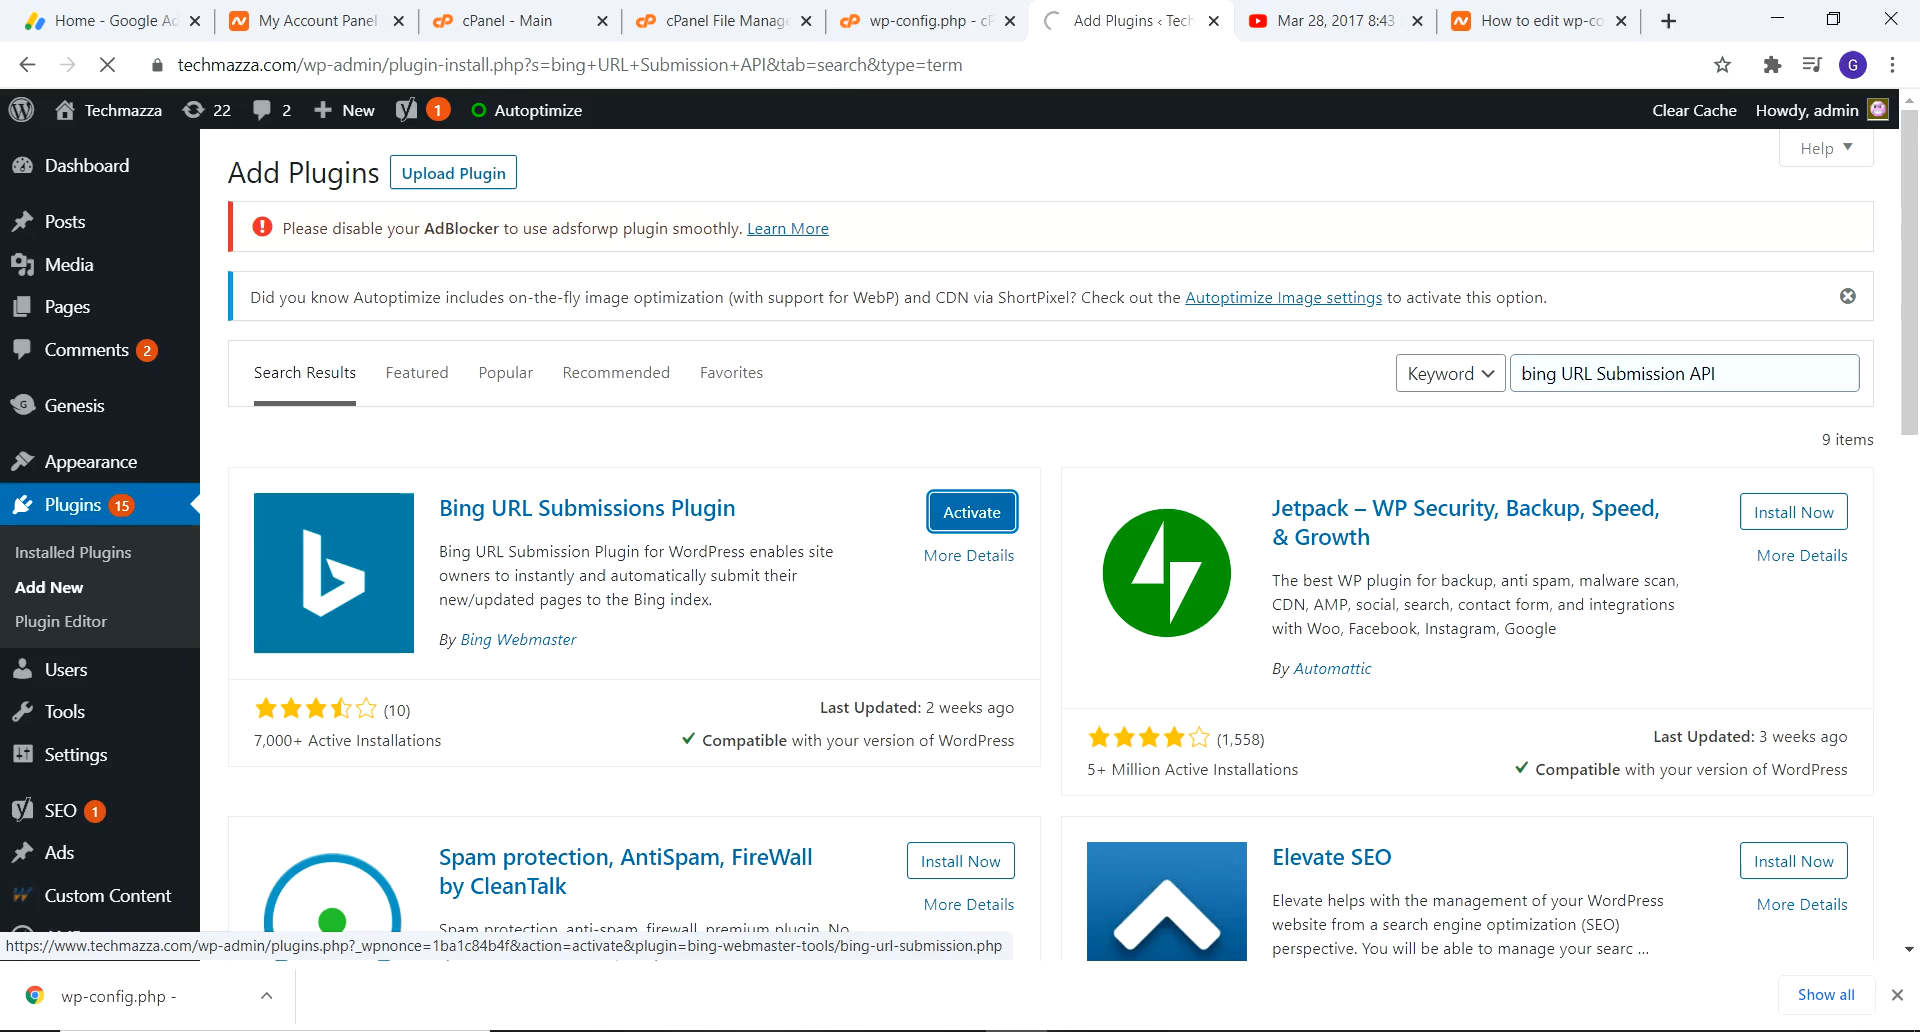 Home - Google Ad
My Account Panel
cPanel - Main
cPanel File Manage
wp-config.php - cP
Add Plugins ‹ Tech
Mar 28, 2017 8:43
How to edit wp-co
techmazza.com/wp-admin/plugin-install.php?s=bing+URL+Submission+API&tab=search&type=term
G
Techmazza
22
2
New
1
Autoptimize
Clear Cache
Howdy, admin
Dashboard
Posts
Media
Pages
Comments 2
Genesis
Appearance
Plugins 15
Installed Plugins
Add New
Plugin Editor
Users
Tools
Settings
SEO 1
Ads
Custom Content
Help
Add Plugins
Upload Plugin
Please disable your AdBlocker to use adsforwp plugin smoothly. Learn More
Did you know Autoptimize includes on-the-fly image optimization (with support for WebP) and CDN via ShortPixel? Check out the Autoptimize Image settings to activate this option.
Search Results
Featured
Popular
Recommended
Favorites
Keyword
bing URL Submission API
9 items
Bing URL Submissions Plugin
Activate
More Details
Bing URL Submission Plugin for WordPress enables site
owners to instantly and automatically submit their
new/updated pages to the Bing index.
By Bing Webmaster
(10)
Last Updated: 2 weeks ago
7,000+ Active Installations
Compatible with your version of WordPress
Jetpack – WP Security, Backup, Speed,
& Growth
Install Now
More Details
The best WP plugin for backup, anti spam, malware scan,
CDN, AMP, social, search, contact form, and integrations
with Woo, Facebook, Instagram, Google
By Automattic
(1,558)
Last Updated: 3 weeks ago
5+ Million Active Installations
Compatible with your version of WordPress
Spam protection, AntiSpam, FireWall
by CleanTalk
Install Now
More Details
Spam protection, anti-spam, firewall, premium plugin. No
Elevate SEO
Install Now
More Details
Elevate helps with the management of your WordPress
website from a search engine optimization (SEO)
perspective. You will be able to manage your searc ...
https://www.techmazza.com/wp-admin/plugins.php?_wpnonce=1ba1c84b4f&action=activate&plugin=bing-webmaster-tools/bing-url-submission.php
wp-config.php -
Show all